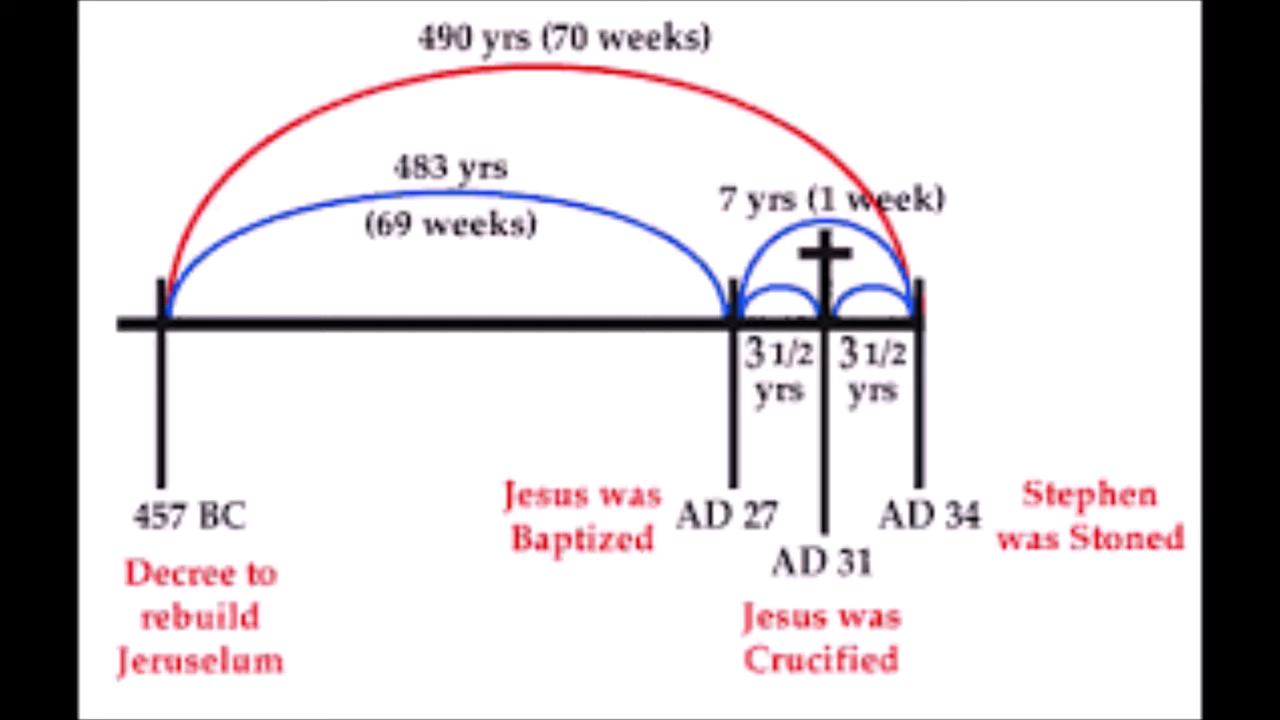 490 yrs (70 weeks)
483 yrs
(69 weeks)
7 yrs (1 week)
3 1/2
yrs
3 1/2
yrs
457 BC
Decree to
rebuild
Jeruselum
Jesus was
Baptized
AD 27
AD 31
Jesus was
Crucified
AD 34
Stephen
was Stoned